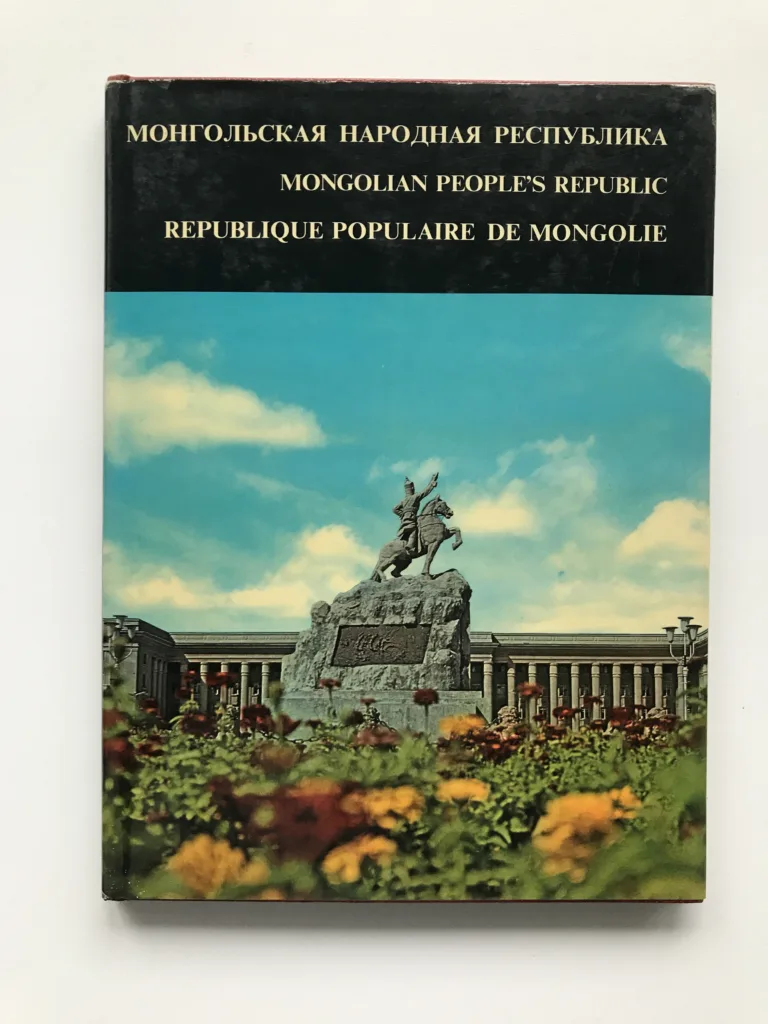 МОНГОЛЬСКАЯ НАРОДНАЯ РЕСПУБЛИКА
MONGOLIAN PEOPLE'S REPUBLIC
REPUBLIQUE POPULAIRE DE MONGOLIE